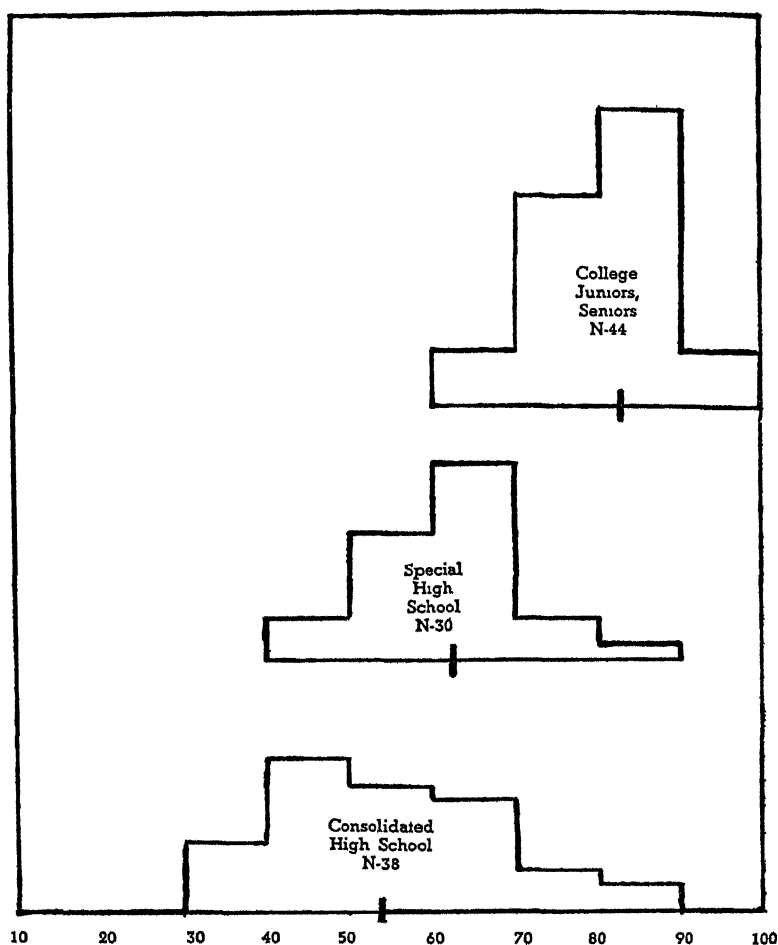 College
Juniors,
Seniors
N-44
Special
High
School
N-30
Consolidated
High School
N-38
10 20 30 40 50 60 70 80 90 100